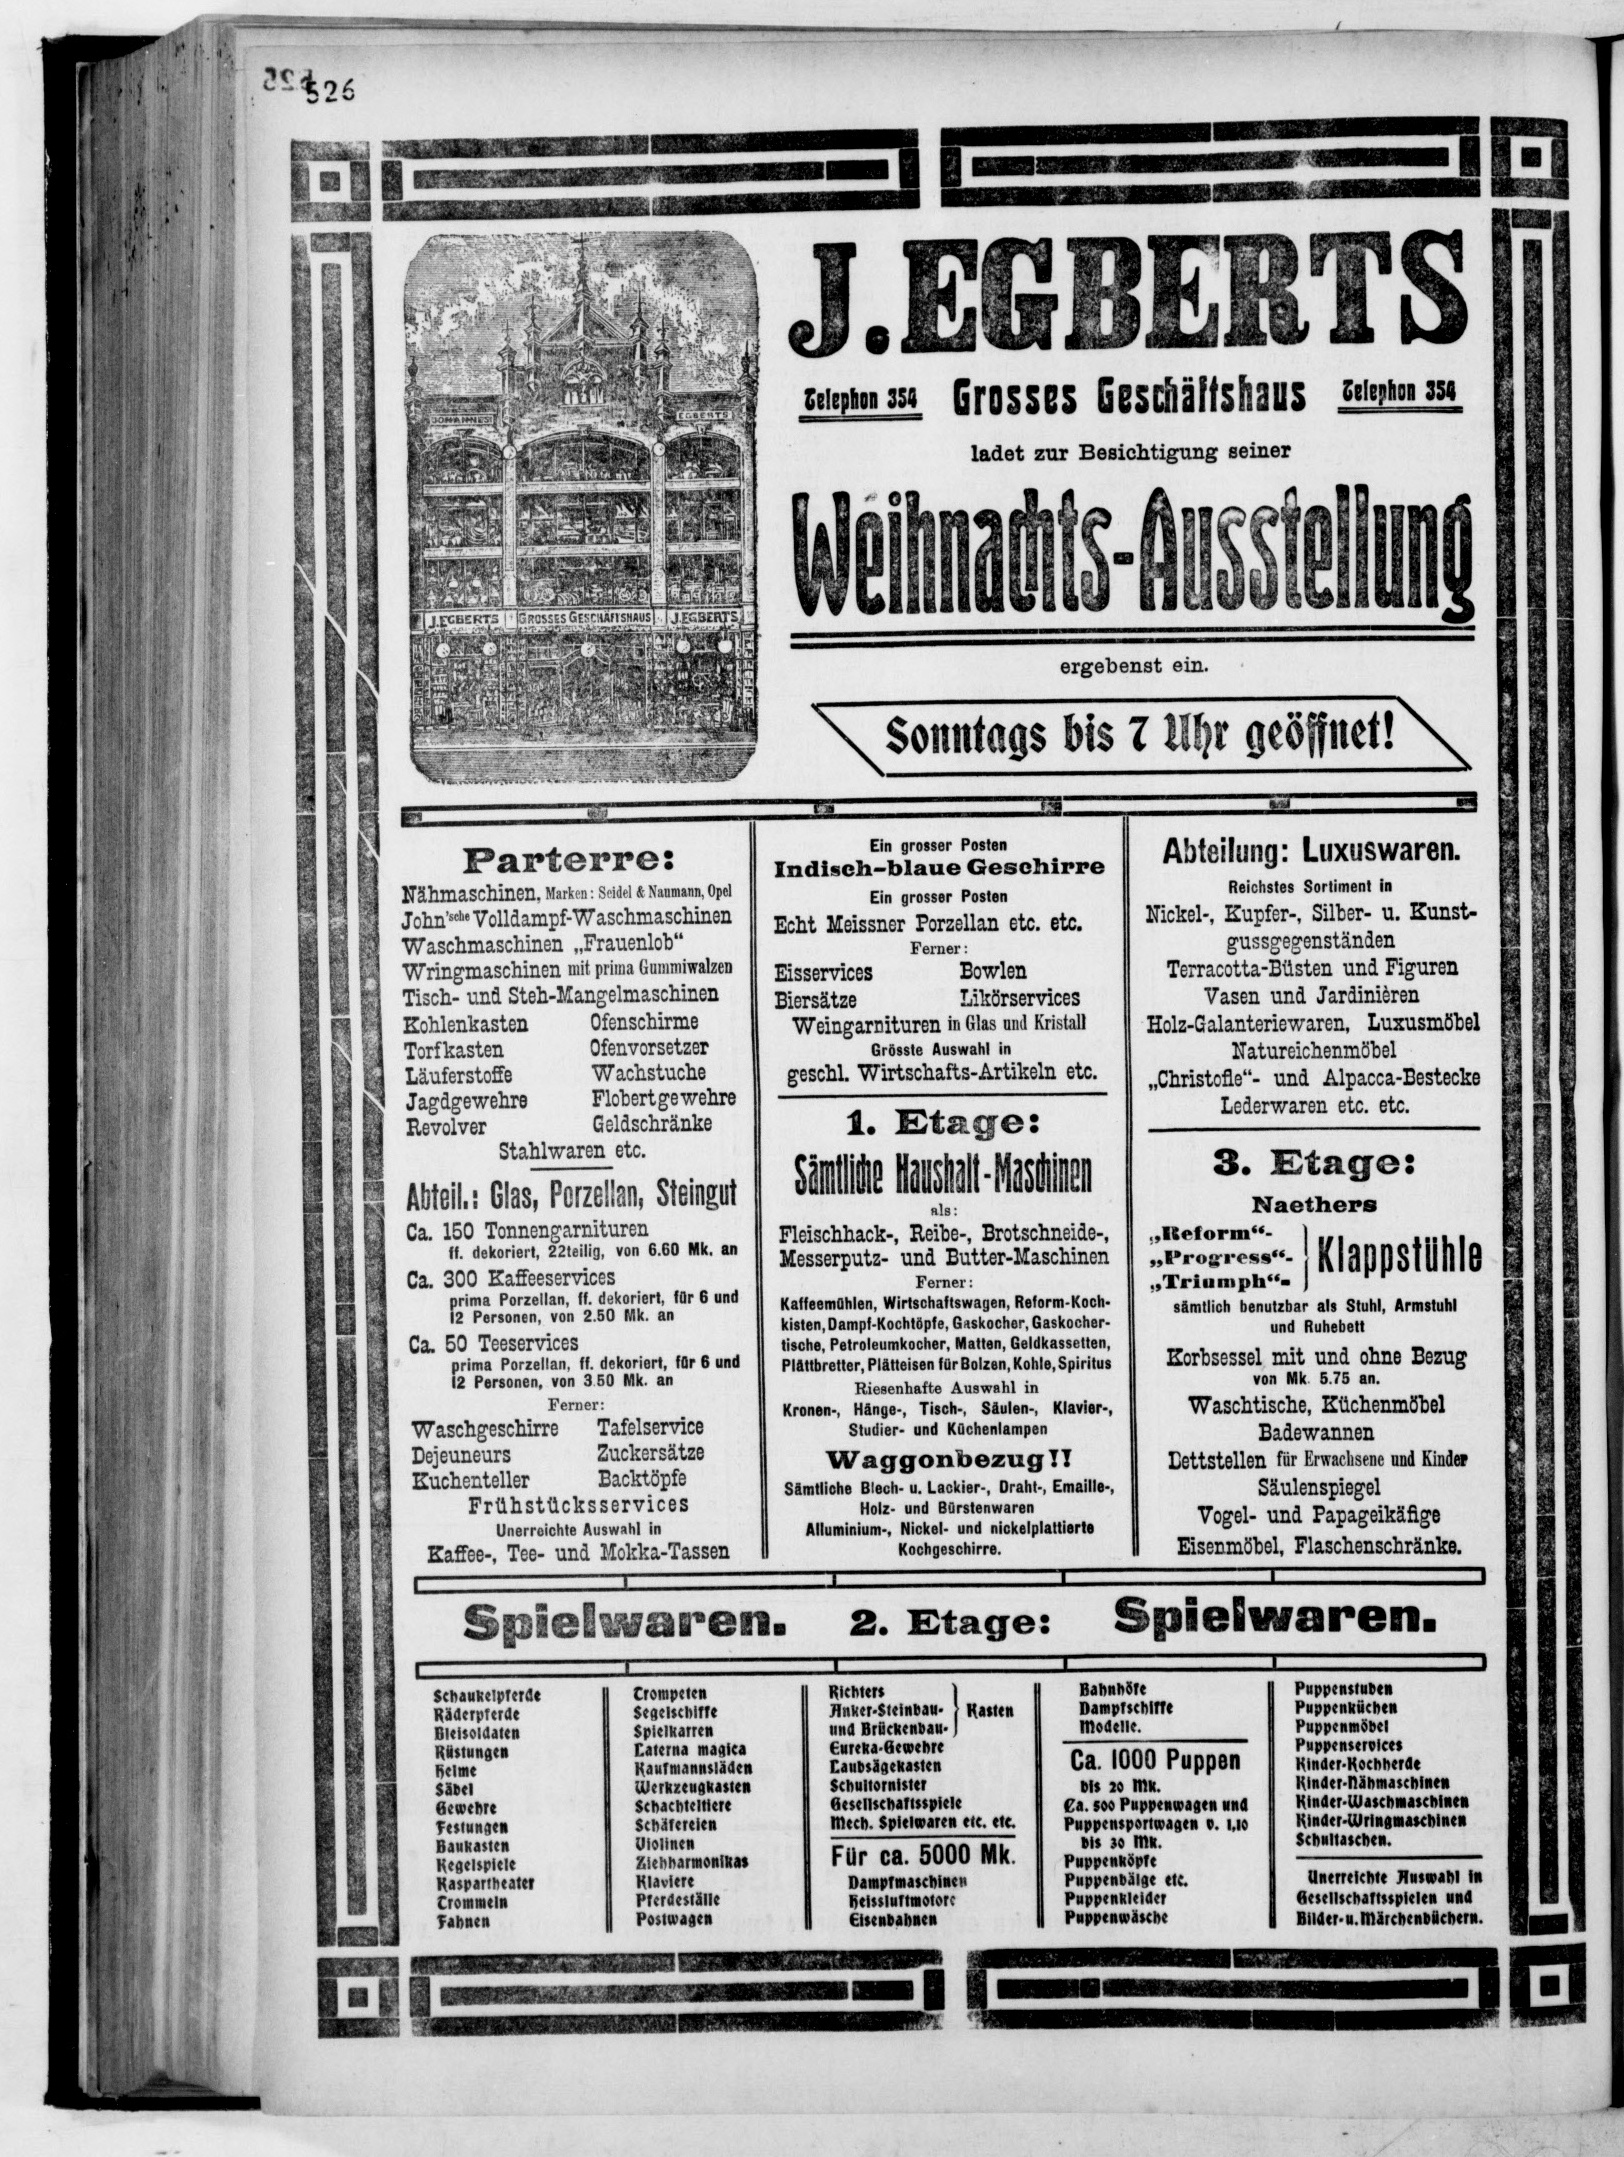 526
J. EGBERTS
Telephon 354 Grosses Geschäftshaus Telephon 354
ladet zur Besichtigung seiner
Weihnachts-Ausstellung
ergebenst ein.
Sonntags bis 7 Uhr geöffnet!
JOHANNES
EGBERTS
J. EGBERTS
GROSSES GESCHÄFTSHAUS
J. EGBERTS
Parterre:
Nähmaschinen, Marken: Seidel & Naumann, Opel
John'sche Volldampf-Waschmaschinen
Waschmaschinen „Frauenlob“
Wringmaschinen mit prima Gummiwalzen
Tisch- und Steh-Mangelmaschinen
Kohlenkasten Ofenschirme
Torfkasten Ofenvorsetzer
Läuferstoffe Wachstuche
Jagdgewehre Flobertgewehre
Revolver Geldschränke
Stahlwaren etc.
Abteil.: Glas, Porzellan, Steingut
Ca. 150 Tonnengarnituren
ff. dekoriert, 22teilig, von 6.60 Mk. an
Ca. 300 Kaffeeservices
prima Porzellan, ff. dekoriert, für 6 und
12 Personen, von 2.50 Mk. an
Ca. 50 Teeservices
prima Porzellan, ff. dekoriert, für 6 und
12 Personen, von 3.50 Mk. an
Ferner:
Waschgeschirre Tafelservice
Dejeuneurs Zuckersätze
Kuchenteller Backtöpfe
Frühstücksservices
Unerreichte Auswahl in
Kaffee-, Tee- und Mokka-Tassen
Ein grosser Posten
Indisch-blaue Geschirre
Ein grosser Posten
Echt Meissner Porzellan etc. etc.
Ferner:
Eisservices Bowlen
Biersätze Likörservices
Weingarnituren in Glas und Kristall
Grösste Auswahl in
geschl. Wirtschafts-Artikeln etc.
1. Etage:
Sämtliche Haushalt-Maschinen
als:
Fleischhack-, Reibe-, Brotschneide-,
Messerputz- und Butter-Maschinen
Ferner:
Kaffeemühlen, Wirtschaftswagen, Reform-Koch-
kisten, Dampf-Kochtöpfe, Gaskocher, Gaskocher-
tische, Petroleumkocher, Matten, Geldkassetten,
Plättbretter, Plätteisen für Bolzen, Kohle, Spiritus
Riesenhafte Auswahl in
Kronen-, Hänge-, Tisch-, Säulen-, Klavier-,
Studier- und Küchenlampen
Waggonbezug!!
Sämtliche Blech- u. Lackier-, Draht-, Emaille-,
Holz- und Bürstenwaren
Alluminium-, Nickel- und nickelplattierte
Kochgeschirre.
Abteilung: Luxuswaren.
Reichstes Sortiment in
Nickel-, Kupfer-, Silber- u. Kunst-
gussgegenständen
Terracotta-Büsten und Figuren
Vasen und Jardinièren
Holz-Galanteriewaren, Luxusmöbel
Natureichenmöbel
„Christofle“- und Alpacca-Bestecke
Lederwaren etc. etc.
3. Etage:
Naethers
„Reform“-
„Progress“- Klappstühle
„Triumph“-
sämtlich benutzbar als Stuhl, Armstuhl
und Ruhebett
Korbsessel mit und ohne Bezug
von Mk. 5.75 an.
Waschtische, Küchenmöbel
Badewannen
Bettstellen für Erwachsene und Kinder
Säulenspiegel
Vogel- und Papageikäfige
Eisenmöbel, Flaschenschränke.
Spielwaren. 2. Etage: Spielwaren.
Schaukelpferde
Räderpferde
Bleisoldaten
Rüstungen
Helme
Säbel
Gewehre
Festungen
Baukasten
Kegelspiele
Kaspartheater
Trommeln
Fahnen
Trompeten
Segelschiffe
Spielkarren
Laterna magica
Kaufmannsläden
Werkzeugkasten
Schachteltiere
Schäfereien
Violinen
Ziehharmonikas
Klaviere
Pferdeställe
Postwagen
Richters
Anker-Steinbau- Kasten
und Brückenbau-
Eureka-Gewehre
Laubsägekasten
Schultornister
Gesellschaftsspiele
Mech. Spielwaren etc. etc.
Für ca. 5000 Mk.
Dampfmaschinen
Heissluftmotore
Eisenbahnen
Bahnhöfe
Dampfschiffe
Modelle.
Ca. 1000 Puppen
bis 20 Mk.
Ca. 500 Puppenwagen und
Puppensportwagen v. 1,10
bis 30 Mk.
Puppenköpfe
Puppenbälge etc.
Puppenkleider
Puppenwäsche
Puppenstuben
Puppenküchen
Puppenmöbel
Puppenservices
Kinder-Kochherde
Kinder-Nähmaschinen
Kinder-Waschmaschinen
Kinder-Wringmaschinen
Schultaschen.
Unerreichte Auswahl in
Gesellschaftsspielen und
Bilder- u. Märchenbüchern.